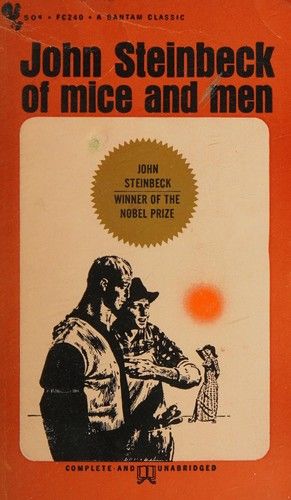 50¢ • FC240 • A BANTAM CLASSIC
John Steinbeck
of mice and men
JOHN
STEINBECK
WINNER OF THE
NOBEL PRIZE
COMPLETE AND UNABRIDGED